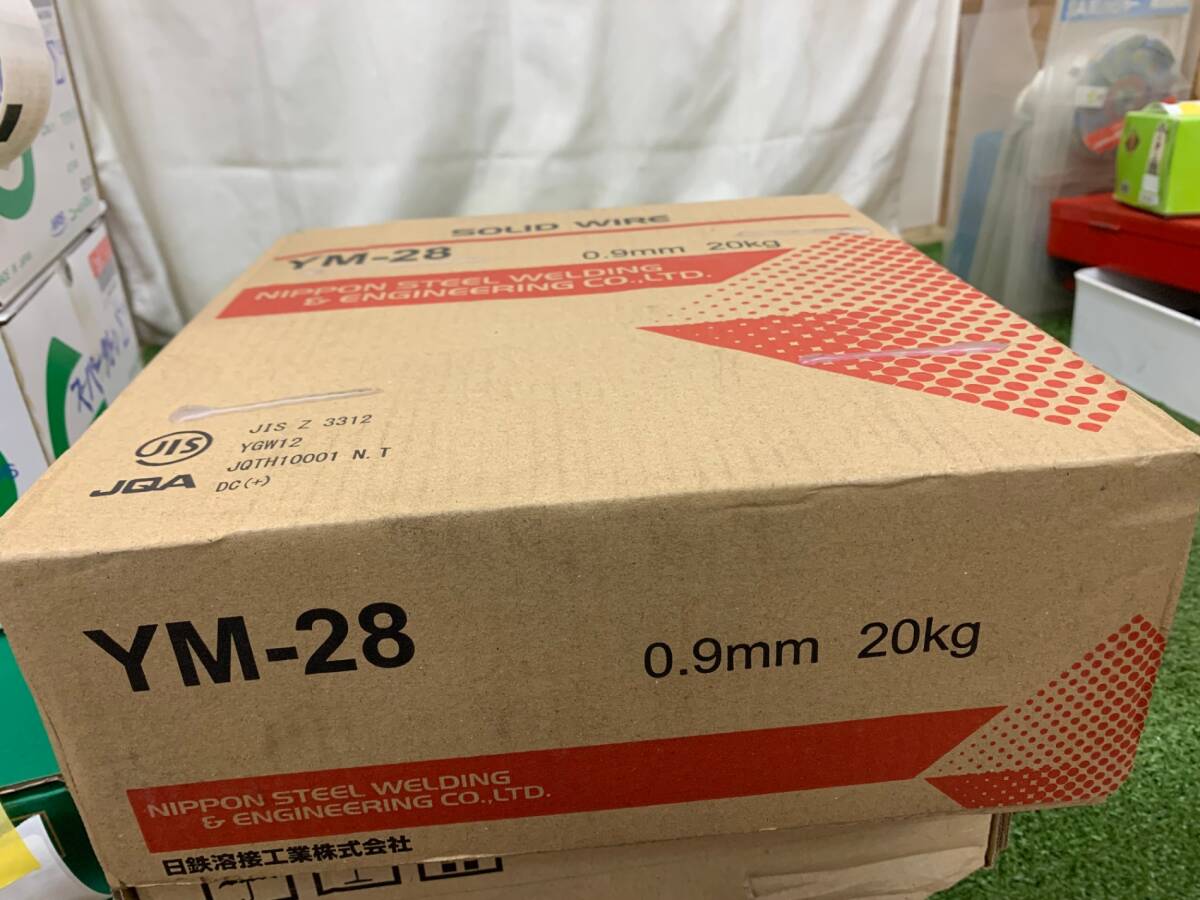 SOLID WIRE
YM-28 0.9mm 20kg
NIPPON STEEL WELDING
& ENGINEERING CO.,LTD.
JIS
JQA
JIS Z 3312
YGW12
JQTH10001 N.T
DC(+)
YM-28 0.9mm 20kg
NIPPON STEEL WELDING
& ENGINEERING CO.,LTD.
日鉄溶接工業株式会社